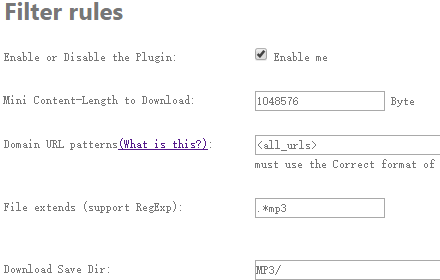 Filter rules
Enable or Disable the Plugin: Enable me
Mini Content-Length to Download: 1048576 Byte
Domain URL patterns(What is this?): <all_urls>
must use the Correct format of
File extends (support RegExp): .*mp3
Download Save Dir: MP3/